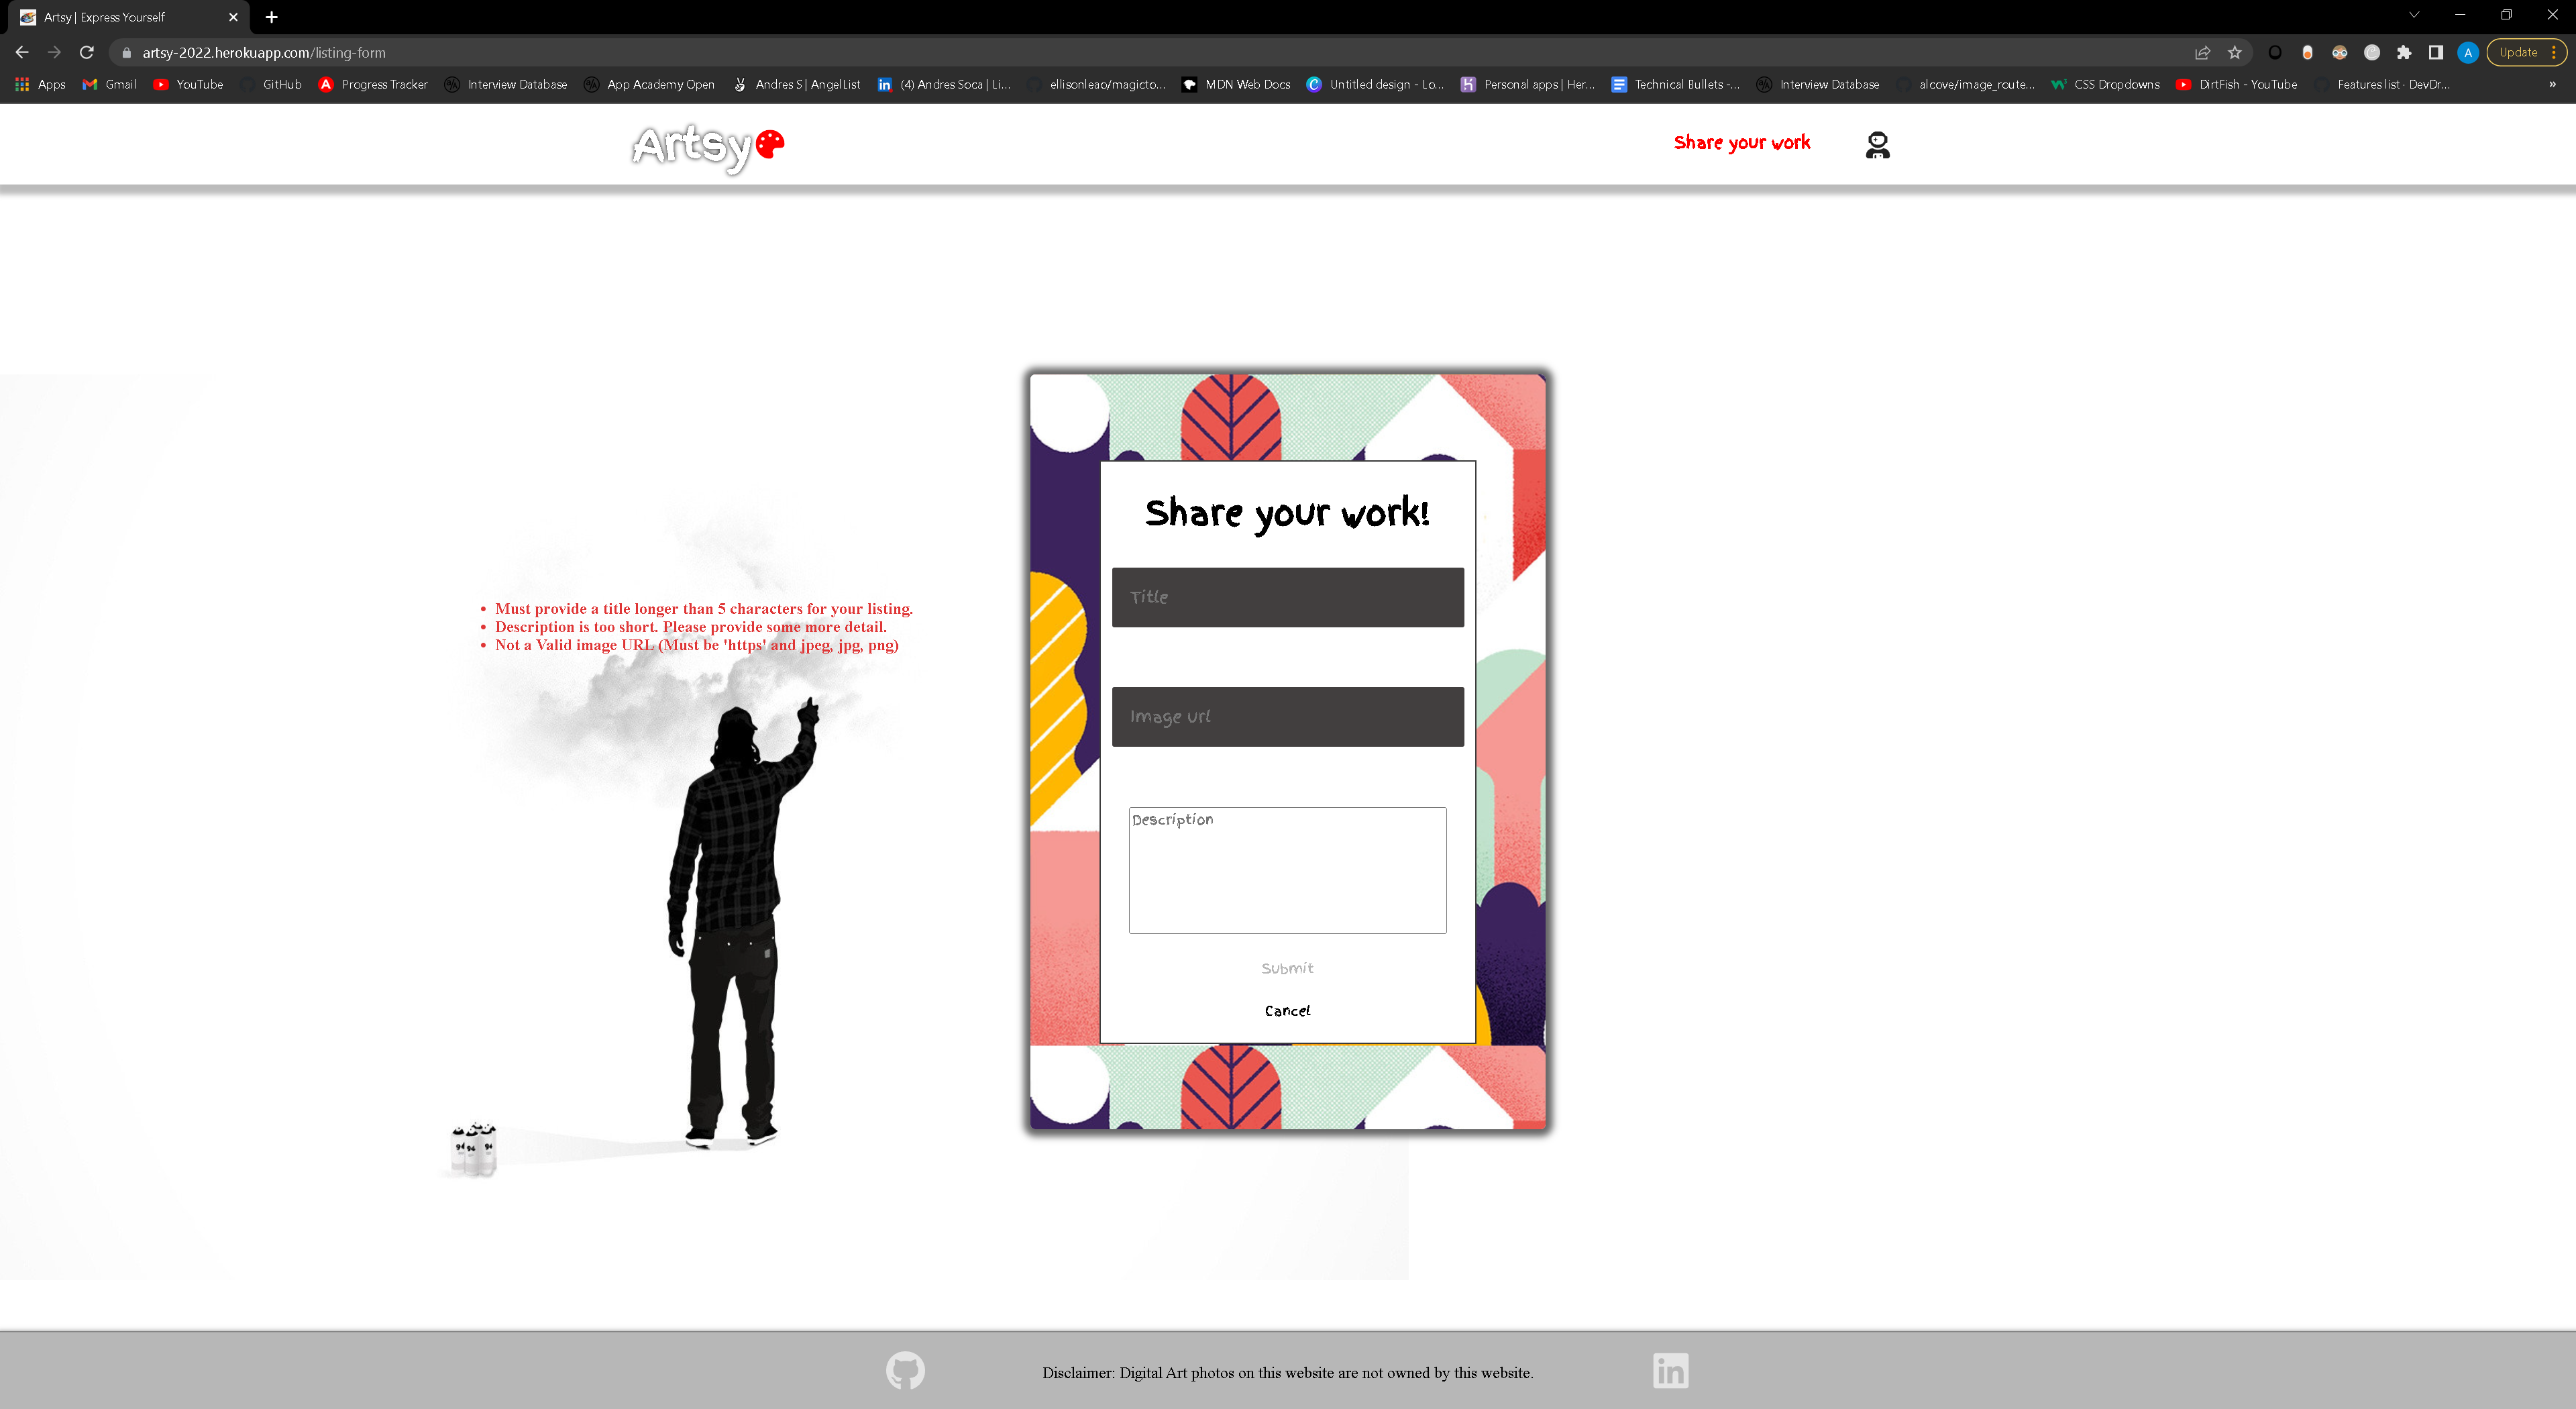 Artsy | Express Yourself
artsy-2022.herokuapp.com/listing-form
Update
Apps
Gmail
YouTube
GitHub
Progress Tracker
Interview Database
App Academy Open
Andres S | AngelList
(4) Andres Soca | Li...
ellisonleao/magicto...
MDN Web Docs
Untitled design - Lo...
Personal apps | Her...
Technical Bullets -...
Interview Database
alcove/image_route...
CSS Dropdowns
DirtFish - YouTube
Features list · DevDr...
Artsy
Share your work
Share your work!
Title
• Must provide a title longer than 5 characters for your listing.
• Description is too short. Please provide some more detail.
• Not a Valid image URL (Must be 'https' and jpeg, jpg, png)
Image url
Description
Submit
Cancel
94 94 94
Disclaimer: Digital Art photos on this website are not owned by this website.